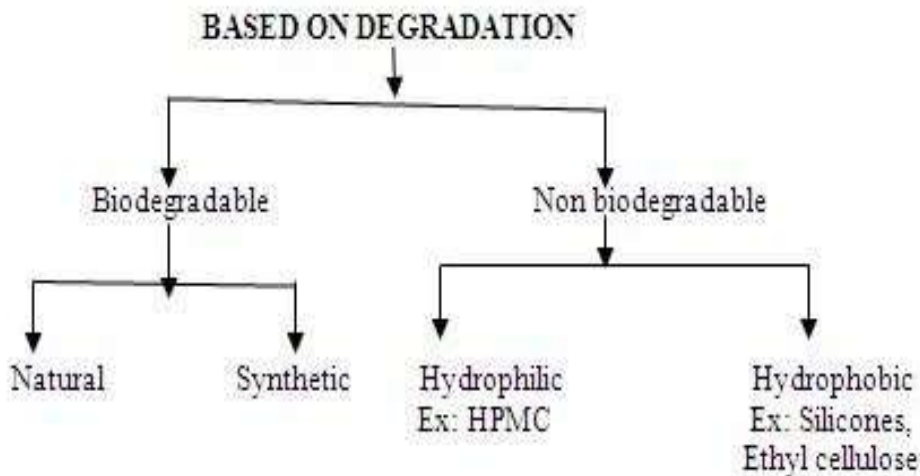 BASED ON DEGRADATION
Biodegradable
Non biodegradable
Natural
Synthetic
Hydrophilic
Ex: HPMC
Hydrophobic
Ex: Silicones,
Ethyl cellulose